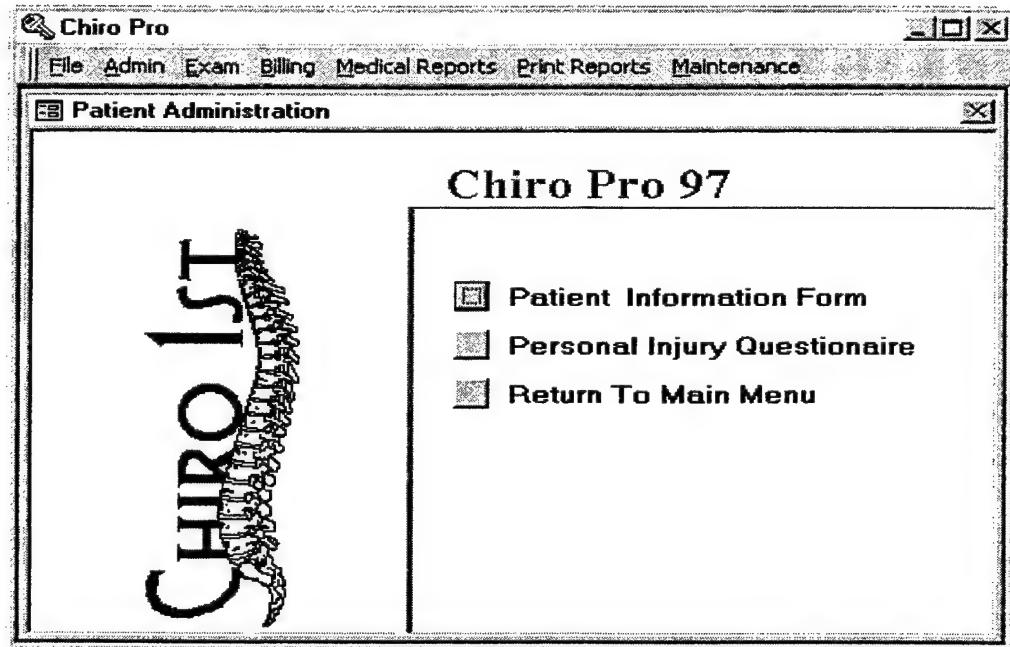 Chiro Pro
File Admin Exam Billing Medical Reports Print Reports Maintenance
Patient Administration
Chiro Pro 97
CHIRO 1ST
Patient Information Form
Personal Injury Questionaire
Return To Main Menu